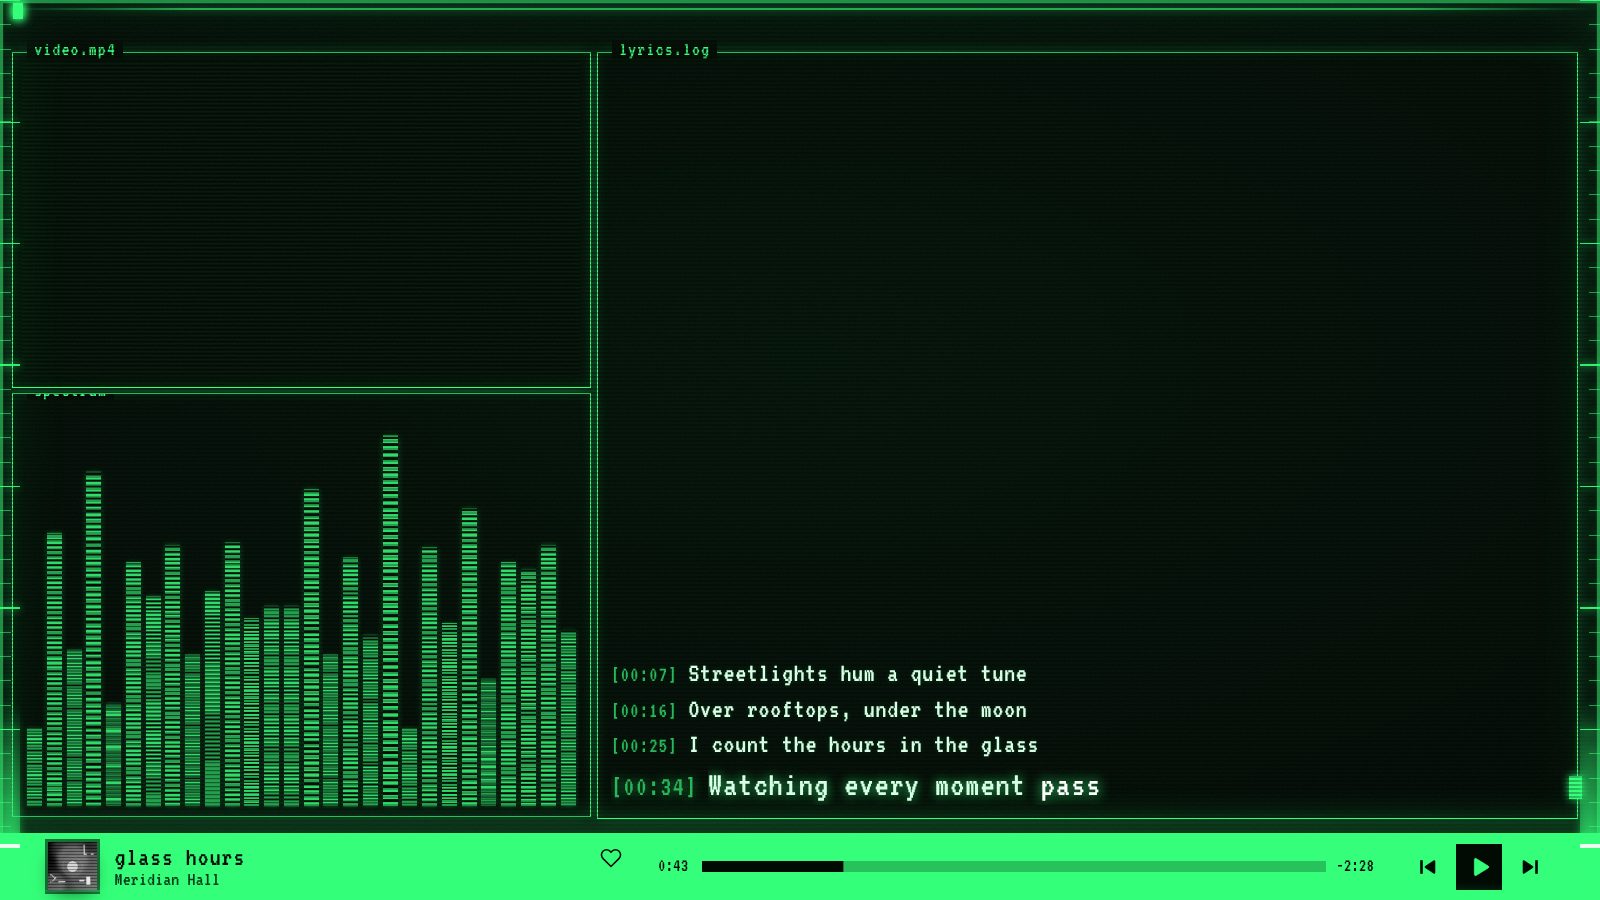 video.mp4
lyrics.log
spectrum
[00:07] Streetlights hum a quiet tune
[00:16] Over rooftops, under the moon
[00:25] I count the hours in the glass
[00:34] Watching every moment pass
glass hours
Meridian Hall
0:43
-2:28